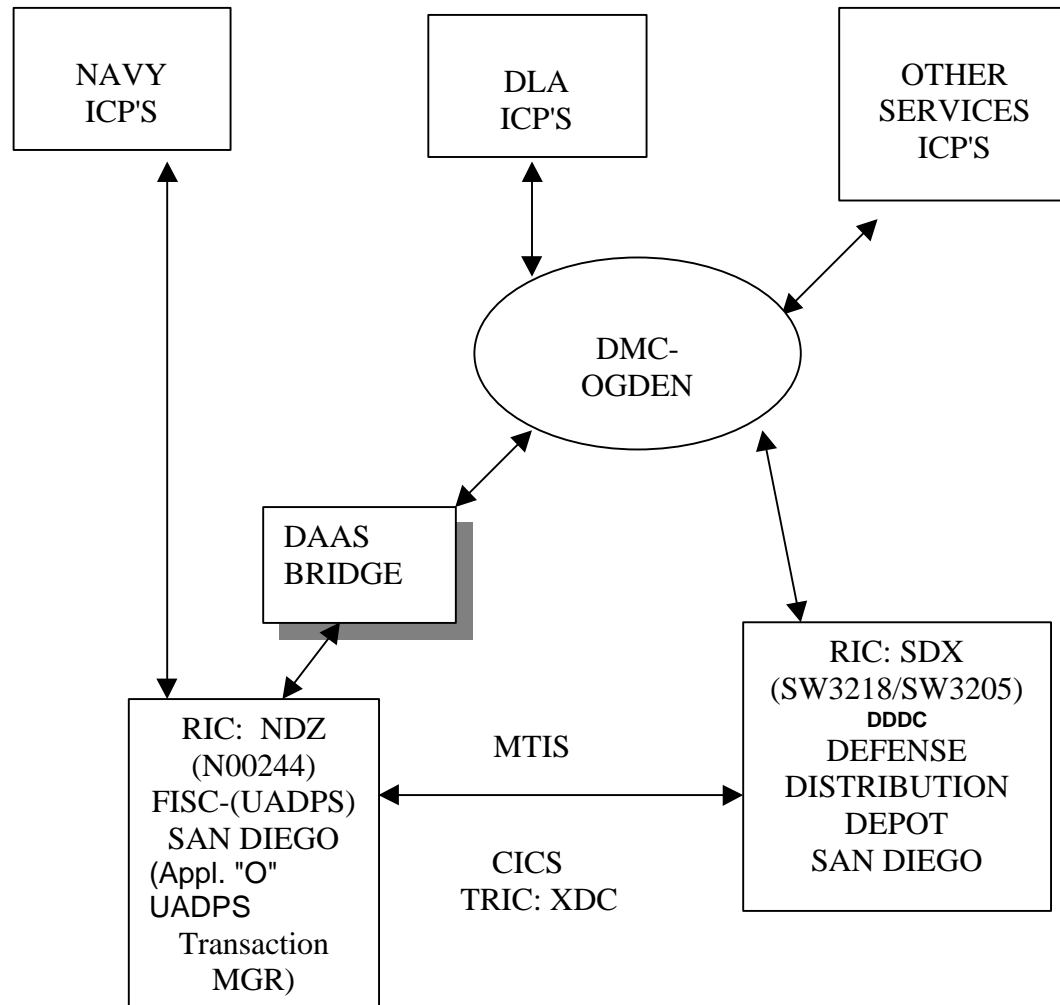 NAVY
ICP'S
DLA
ICP'S
OTHER
SERVICES
ICP'S
DMC-
OGDEN
DAAS
BRIDGE
RIC: NDZ
(N00244)
FISC-(UADPS)
SAN DIEGO
(Appl. "O"
UADPS
Transaction
MGR)
MTIS
CICS
TRIC: XDC
RIC: SDX
(SW3218/SW3205)
DDDC
DEFENSE
DISTRIBUTION
DEPOT
SAN DIEGO